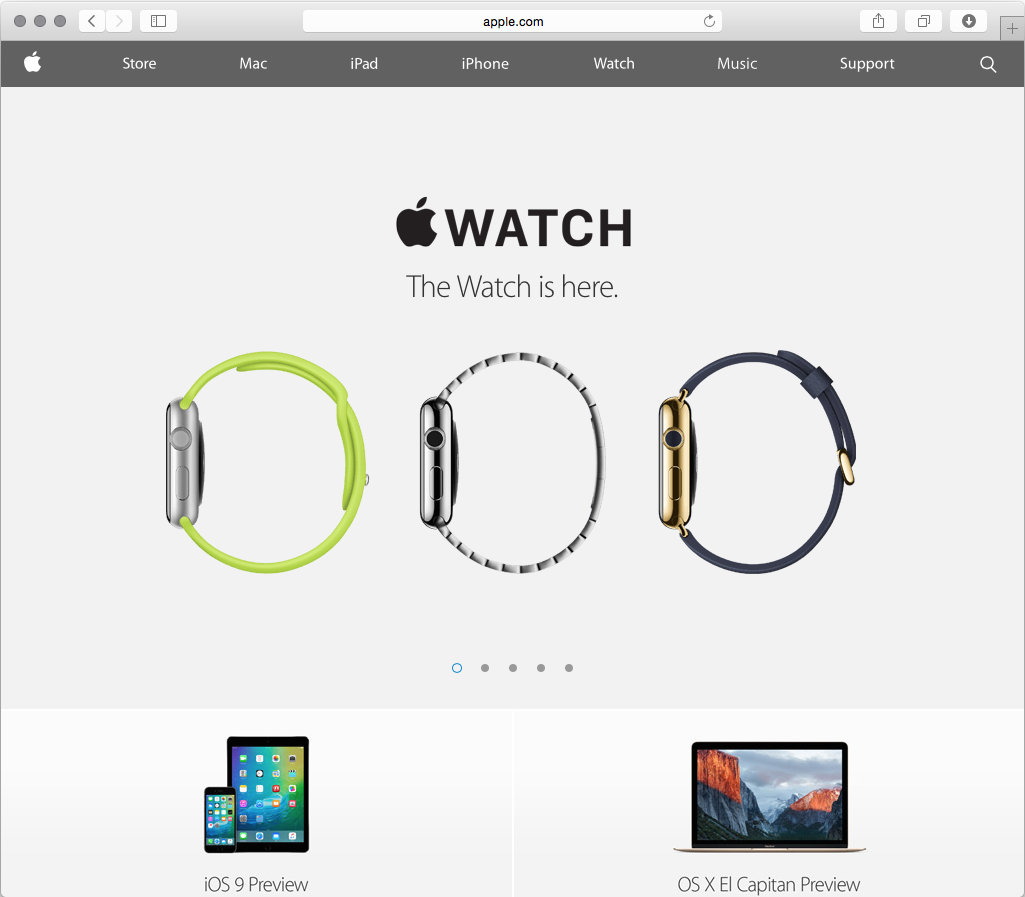 apple.com
Store Mac iPad iPhone Watch Music Support
WATCH
The Watch is here.
iOS 9 Preview
OS X El Capitan Preview